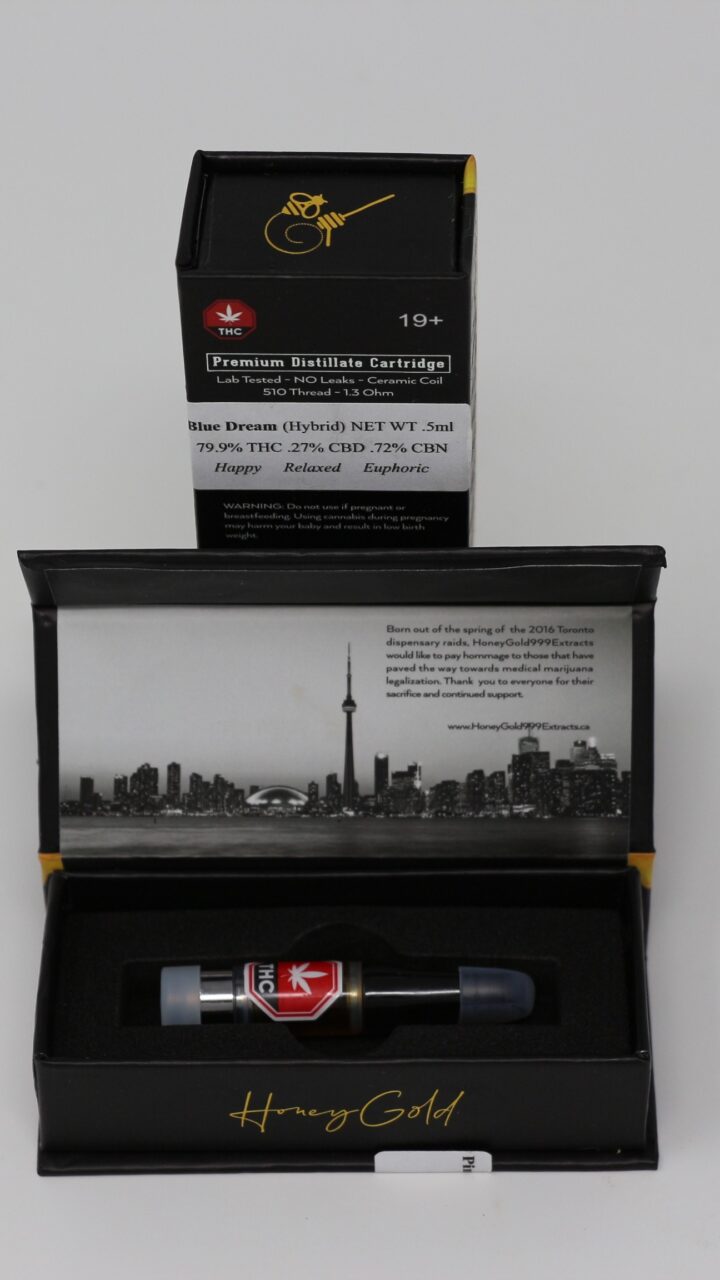 THC
19+
Premium Distillate Cartridge
Lab Tested - NO Leaks - Ceramic Coil
510 Thread - 1.3 Ohm
Blue Dream (Hybrid) NET WT .5ml
79.9% THC .27% CBD .72% CBN
Happy Relaxed Euphoric
WARNING: Do not use if pregnant or
breastfeeding. Using cannabis during pregnancy
may harm your baby and result in low birth
weight.
Born out of the spring of the 2016 Toronto
dispensary raids, HoneyGold999Extracts
would like to pay hommage to those that have
paved the way towards medical marijuana
legalization. Thank you to everyone for their
sacrifice and continued support.
www.HoneyGold999Extracts.ca
THC
HoneyGold